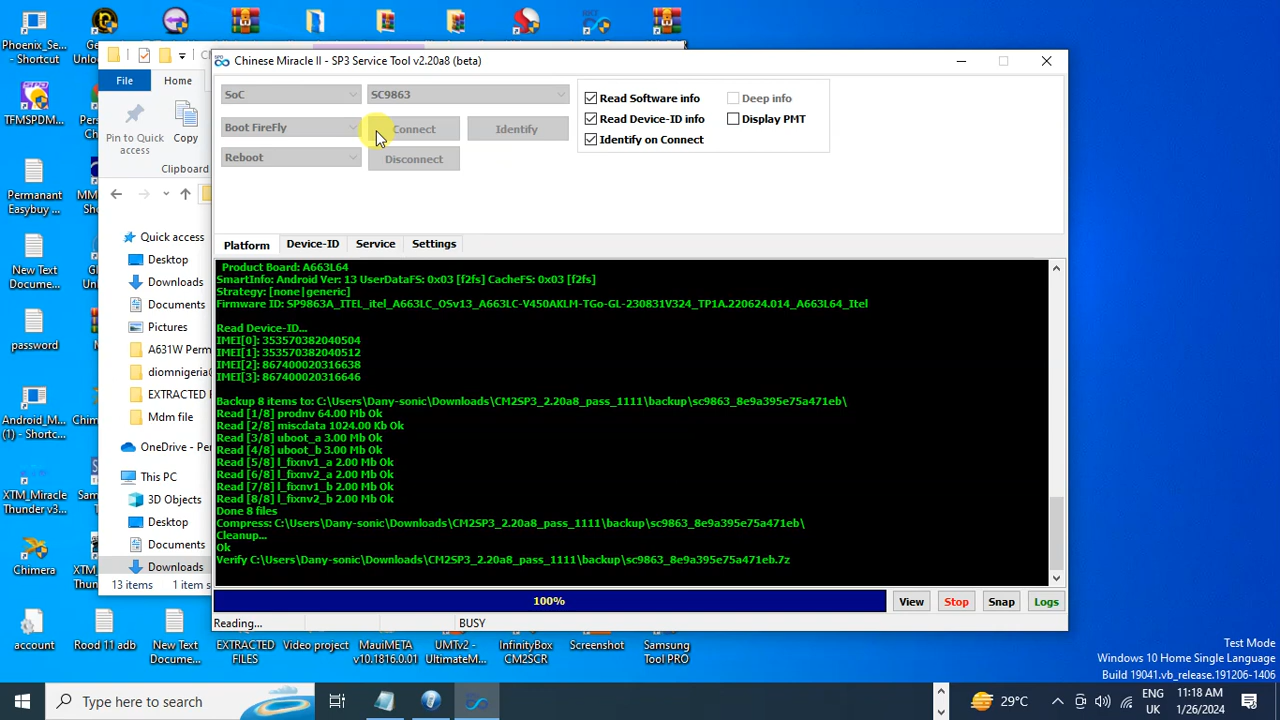 Phoenix_Se...
- Shortcut
Ge
Unlo
TFMSPDM...
MM
Sh
Permanant
Easybuy ...
New Text
Docume...
password
Android_M...
(1) - Shortc...
Chim
XTM_Miracle
Thunder v3...
Chimera
account
Rood 11 adb
New Text
Docume...
EXTRACTED
FILES
Video project
MauiMETA
v10.1816.0.01
UMTv2 -
UltimateM...
InfinityBox
CM2SCR
Screenshot
Samsung
Tool PRO
File
Home
Pin to Quick
access
Copy
Clipboard
Quick access
Desktop
Downloads
Documents
Pictures
A631W Perm
diomnigeria
EXTRACTED F
Mdm file
OneDrive - Per
This PC
3D Objects
Desktop
Documents
Downloads
13 items
1 item s
Chinese Miracle II - SP3 Service Tool v2.20a8 (beta)
SoC
SC9863
Boot FireFly
Connect
Identify
Reboot
Disconnect
Read Software info
Deep info
Read Device-ID info
Display PMT
Identify on Connect
Platform
Device-ID
Service
Settings
Product Board: A663L64
SmartInfo: Android Ver: 13 UserDataFS: 0x03 [f2fs] CacheFS: 0x03 [f2fs]
Strategy: [none|generic]
Firmware ID: SP9863A_ITEL_itel_A663LC_OSv13_A663LC-V450AKLM-TGo-GL-230831V324_TP1A.220624.014_A663L64_Itel
Read Device-ID...
IMEI[0]: 353570382040504
IMEI[1]: 353570382040512
IMEI[2]: 867400020316638
IMEI[3]: 867400020316646
Backup 8 items to: C:\Users\Dany-sonic\Downloads\CM2SP3_2.20a8_pass_1111\backup\sc9863_8e9a395e75a471eb\
Read [1/8] prodnv 64.00 Mb Ok
Read [2/8] miscdata 1024.00 Kb Ok
Read [3/8] uboot_a 3.00 Mb Ok
Read [4/8] uboot_b 3.00 Mb Ok
Read [5/8] l_fixnv1_a 2.00 Mb Ok
Read [6/8] l_fixnv2_a 2.00 Mb Ok
Read [7/8] l_fixnv1_b 2.00 Mb Ok
Read [8/8] l_fixnv2_b 2.00 Mb Ok
Done 8 files
Compress: C:\Users\Dany-sonic\Downloads\CM2SP3_2.20a8_pass_1111\backup\sc9863_8e9a395e75a471eb\
Cleanup...
Ok
Verify C:\Users\Dany-sonic\Downloads\CM2SP3_2.20a8_pass_1111\backup\sc9863_8e9a395e75a471eb.7z
100%
View
Stop
Snap
Logs
Reading...
BUSY
Test Mode
Windows 10 Home Single Language
Build 19041.vb_release.191206-1406
Type here to search
29°C
ENG
UK
11:18 AM
1/26/2024